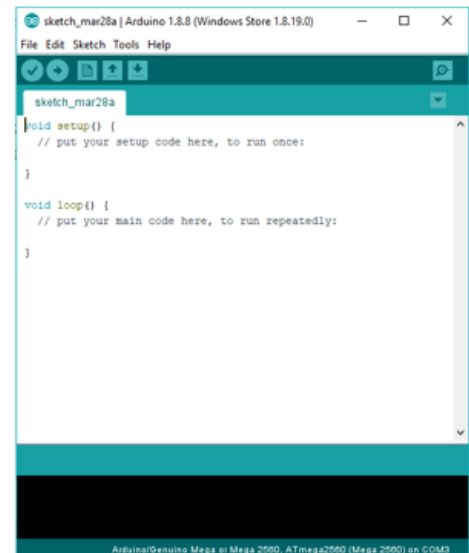 sketch_mar28a | Arduino 1.8.8 (Windows Store 1.8.19.0)
File Edit Sketch Tools Help
sketch_mar28a
void setup() {
// put your setup code here, to run once:
}
void loop() {
// put your main code here, to run repeatedly:
}
Arduino/Genuino Mega or Mega 2560, ATmega2560 (Mega 2560) on COM3